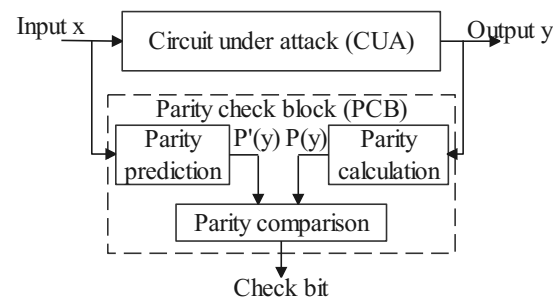 Input x
Circuit under attack (CUA)
Output y
Parity check block (PCB)
Parity
prediction
P'(y)
P(y)
Parity
calculation
Parity comparison
Check bit